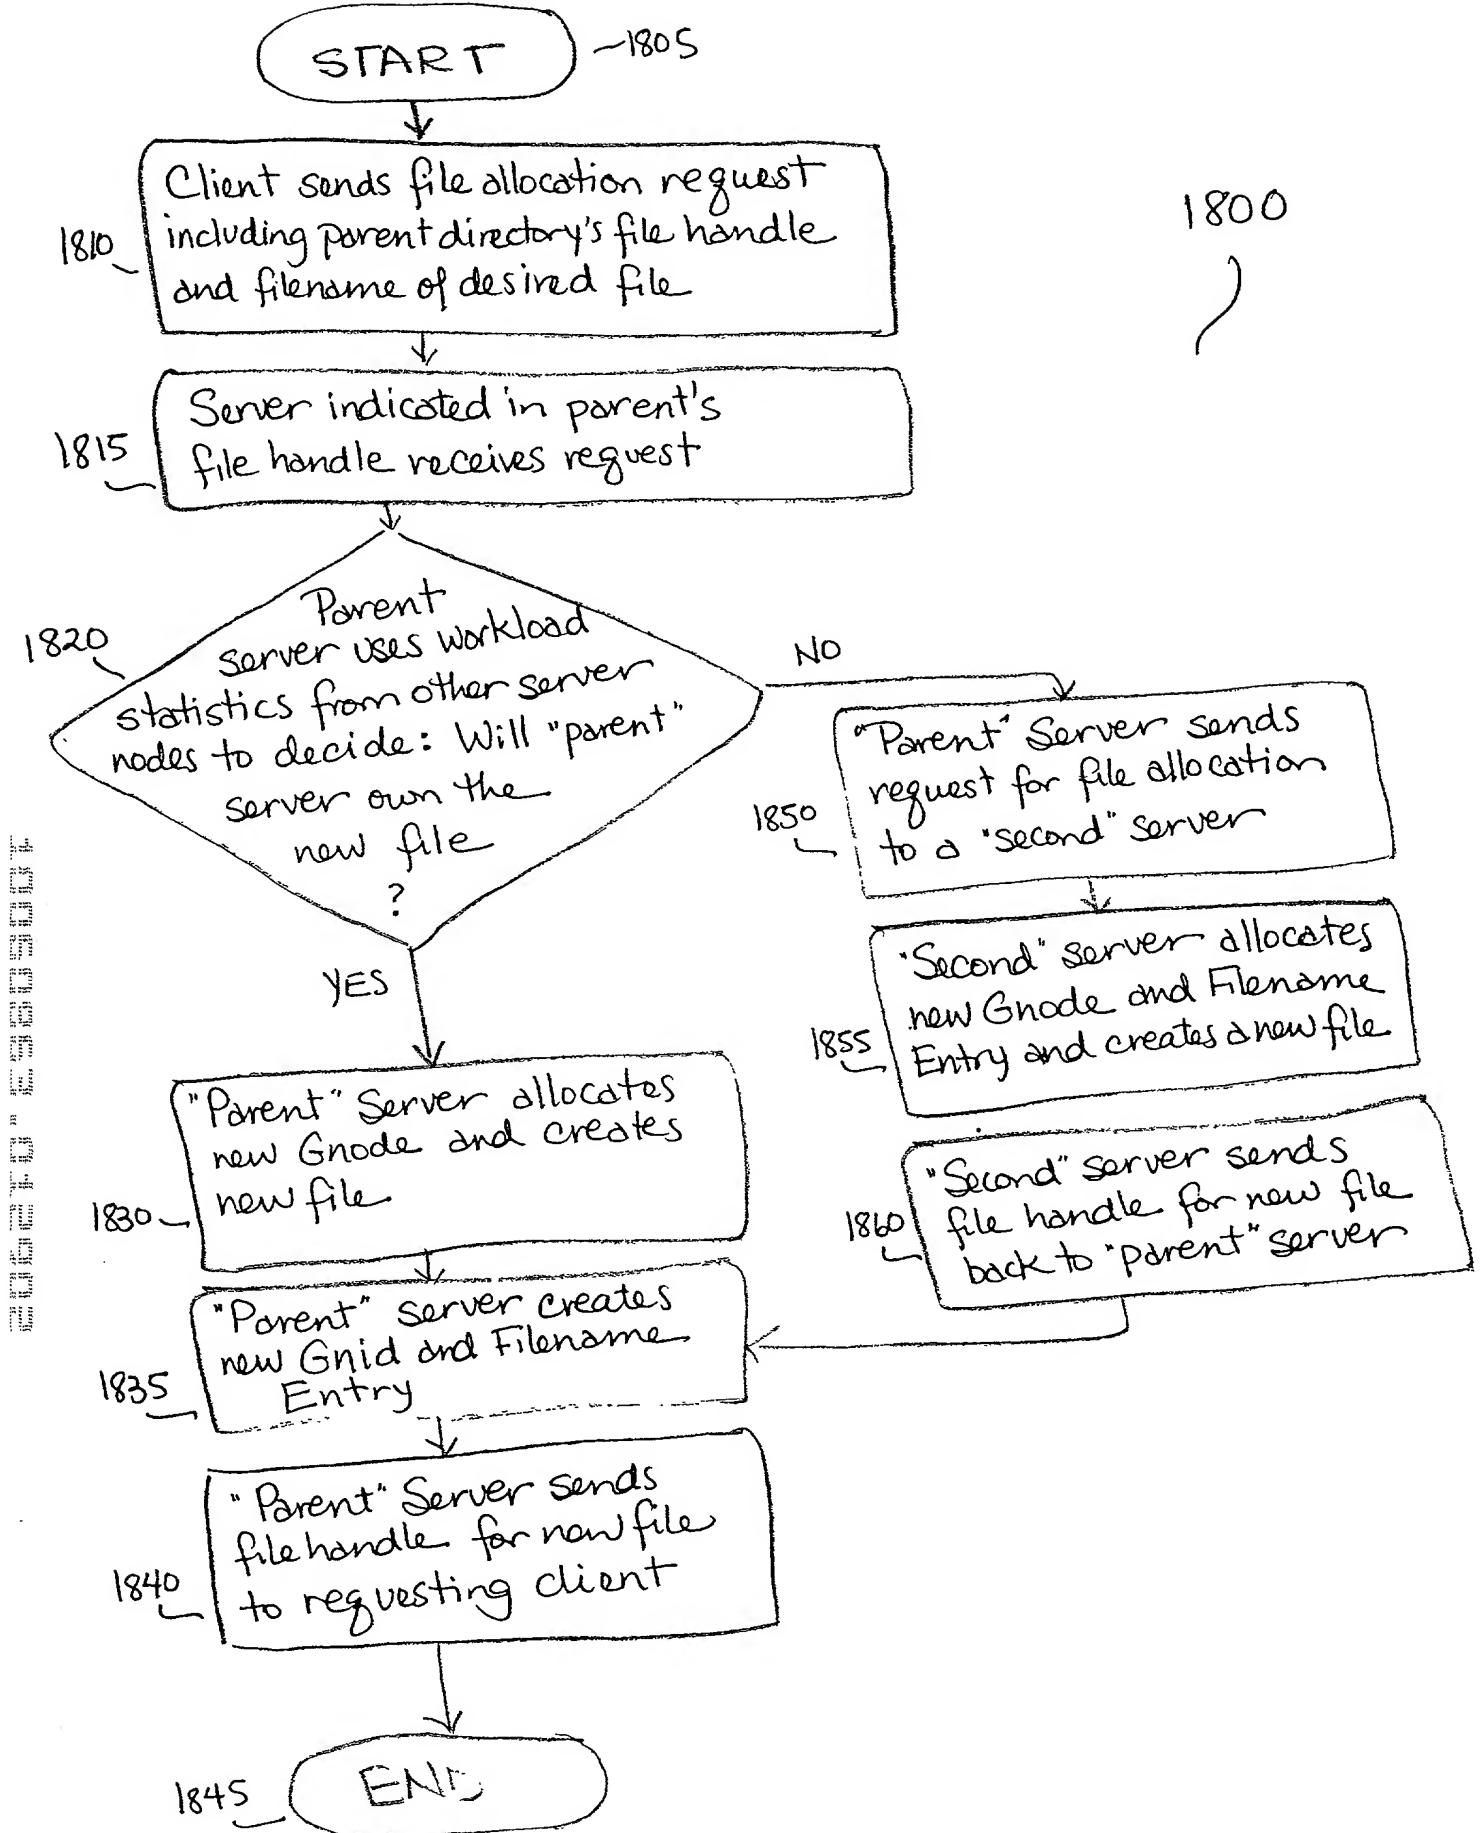 START
1805
1800
Client sends file allocation request
including parent directory's file handle
and filename of desired file
1810
Server indicated in parent's
file handle receives request
1815
Parent
server uses workload
statistics from other server
nodes to decide: Will "parent"
server own the
new file
?
1820
NO
YES
"Parent" Server sends
request for file allocation
to a "second" server
1850
"Second" server allocates
new Gnode and Filename
Entry and creates a new file
1855
"Second" server sends
file handle for new file
back to "parent" server
1860
"Parent" Server allocates
new Gnode and creates
new file
1830
"Parent" server creates
new Gnid and Filename
Entry
1835
"Parent" Server sends
file handle for new file
to requesting client
1840
END
1845
10050963.012902